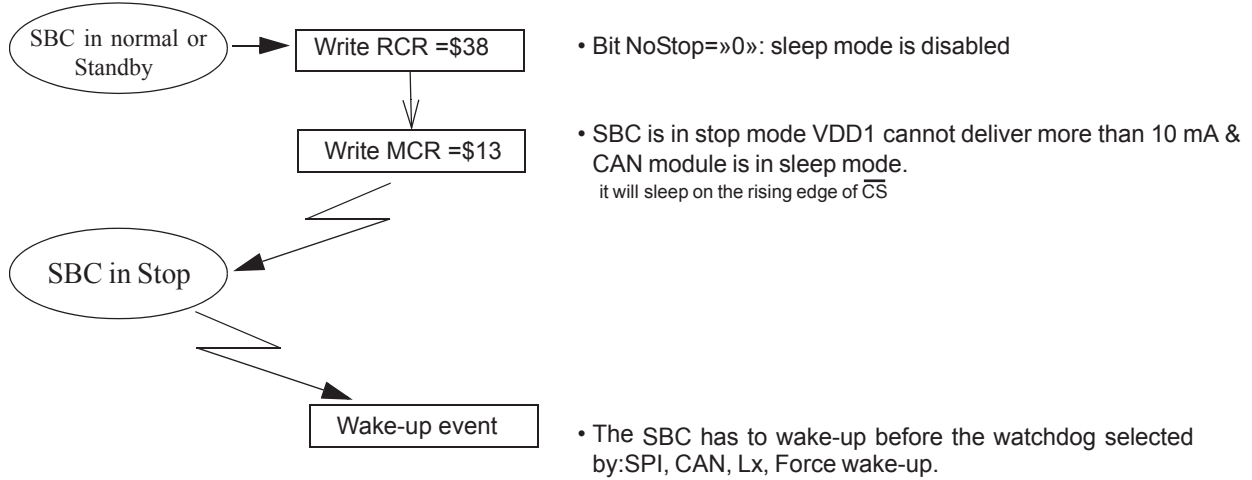 SBC in normal or
Standby
Write RCR =$38
• Bit NoStop=»0»: sleep mode is disabled
Write MCR =$13
• SBC is in stop mode VDD1 cannot deliver more than 10 mA &
CAN module is in sleep mode.
it will sleep on the rising edge of C̅S̅
SBC in Stop
Wake-up event
• The SBC has to wake-up before the watchdog selected
by:SPI, CAN, Lx, Force wake-up.